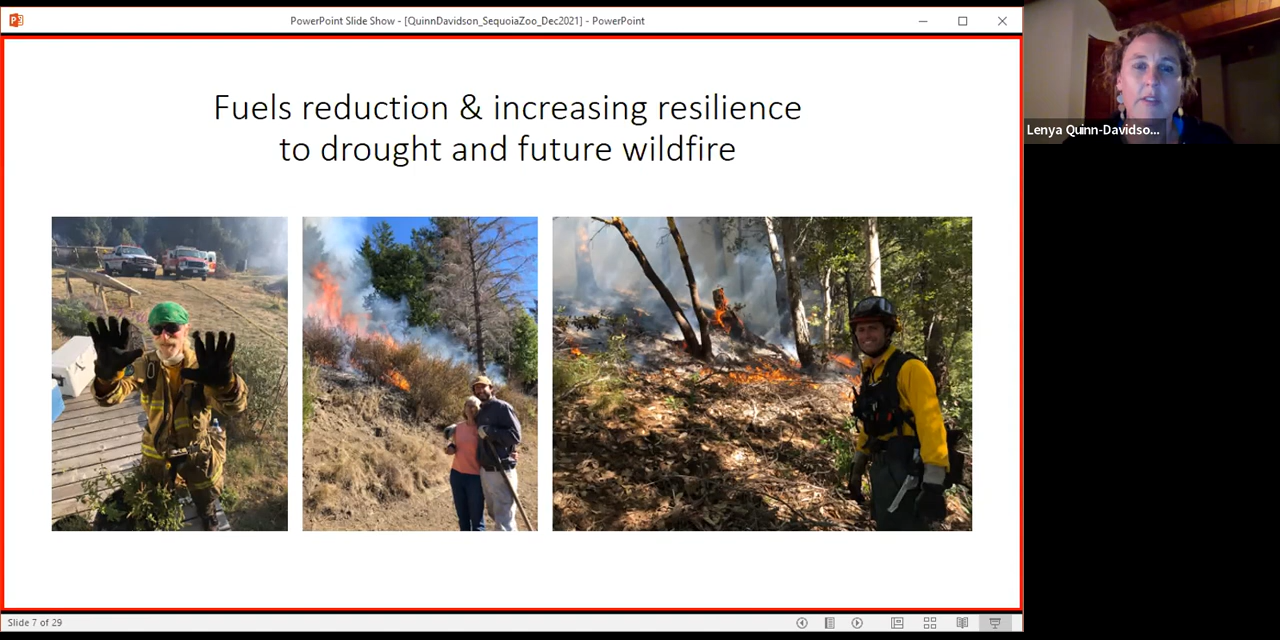 PowerPoint Slide Show - [QuinnDavidson_SequoiaZoo_Dec2021] - PowerPoint
Fuels reduction & increasing resilience
to drought and future wildfire
Lenya Quinn-Davidso...
Slide 7 of 29